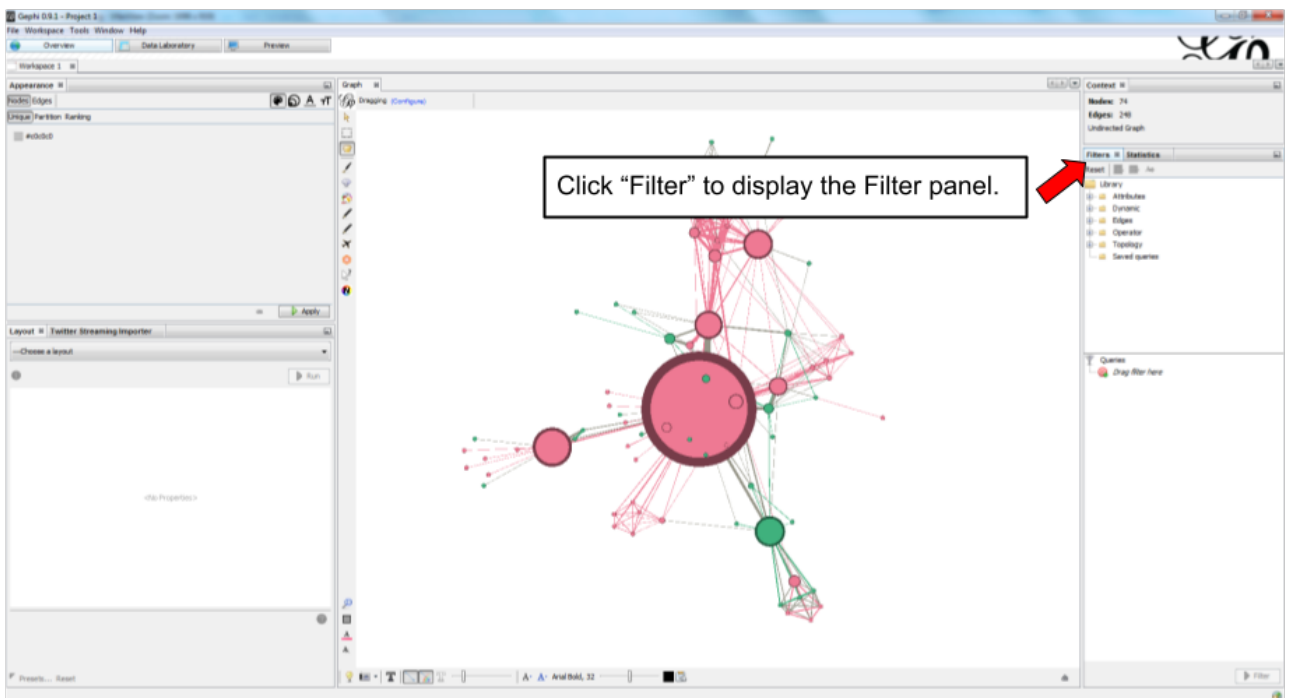 Gephi 0.9.1 - Project 1
File Workspace Tools Window Help
Overview Data Laboratory Preview
Workspace 1
Appearance
Nodes Edges
Unique Partition Ranking
#c0c0c0
Apply
Layout Twitter Streaming Importer
---Choose a layout
Run
<No Properties>
Presets... Reset
Graph
Dragging (Configure)
Click “Filter” to display the Filter panel.
A- A- Arial Bold, 32
Context
Nodes: 74
Edges: 248
Undirected Graph
Filters Statistics
Reset
Library
Attributes
Dynamic
Edges
Operator
Topology
Saved queries
Queries
Drag filter here
Filter